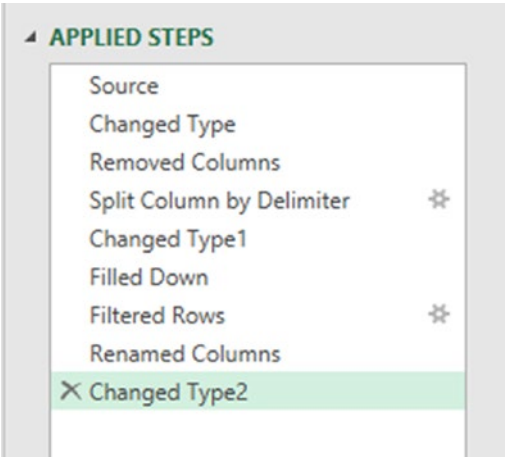 APPLIED STEPS
Source
Changed Type
Removed Columns
Split Column by Delimiter
Changed Type1
Filled Down
Filtered Rows
Renamed Columns
Changed Type2